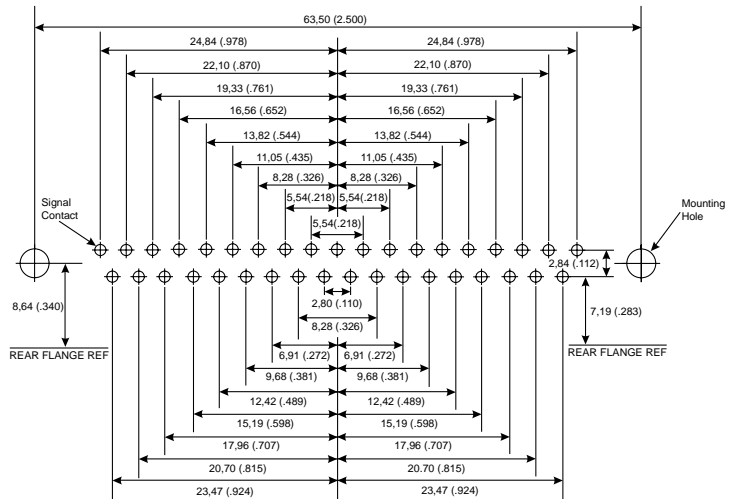 63,50 (2.500)
24,84 (.978) 24,84 (.978)
22,10 (.870) 22,10 (.870)
19,33 (.761) 19,33 (.761)
16,56 (.652) 16,56 (.652)
13,82 (.544) 13,82 (.544)
11,05 (.435) 11,05 (.435)
8,28 (.326) 8,28 (.326)
5,54(.218) 5,54(.218)
5,54(.218)
Signal
Contact
Mounting
Hole
2,84 (.112)
8,64 (.340)
7,19 (.283)
2,80 (.110)
8,28 (.326)
REAR FLANGE REF
REAR FLANGE REF
6,91 (.272) 6,91 (.272)
9,68 (.381) 9,68 (.381)
12,42 (.489) 12,42 (.489)
15,19 (.598) 15,19 (.598)
17,96 (.707) 17,96 (.707)
20,70 (.815) 20,70 (.815)
23,47 (.924) 23,47 (.924)